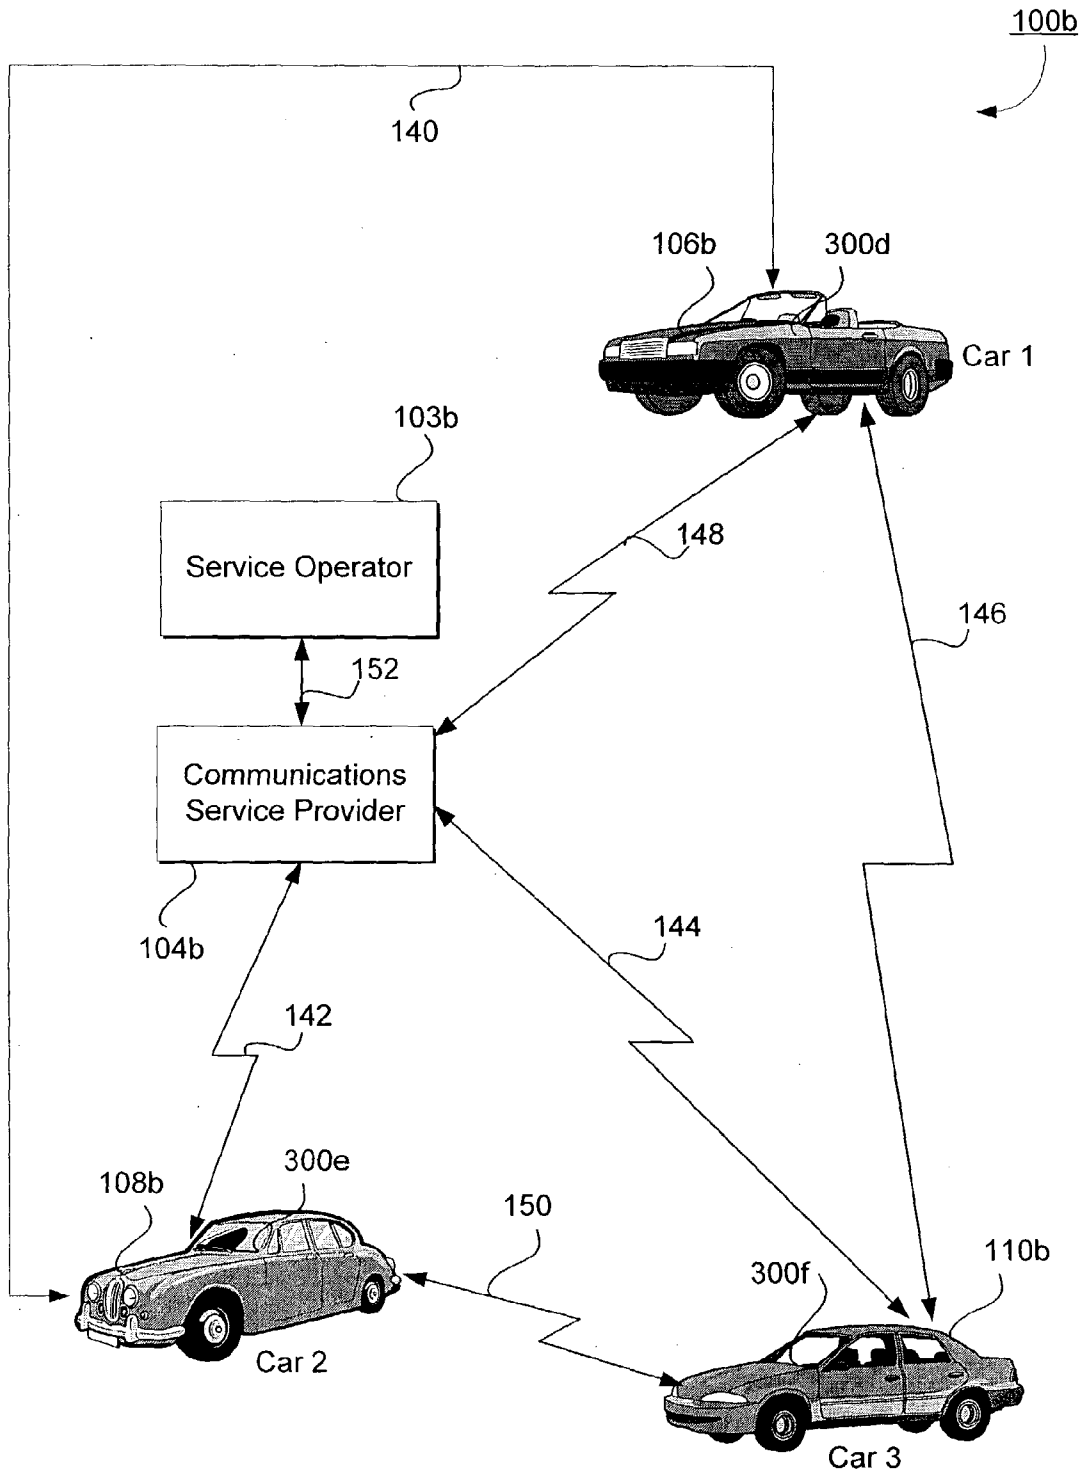 100b
140
106b
300d
Car 1
103b
Service Operator
148
146
152
Communications
Service Provider
144
104b
142
300e
108b
150
110b
300f
Car 2
Car 3